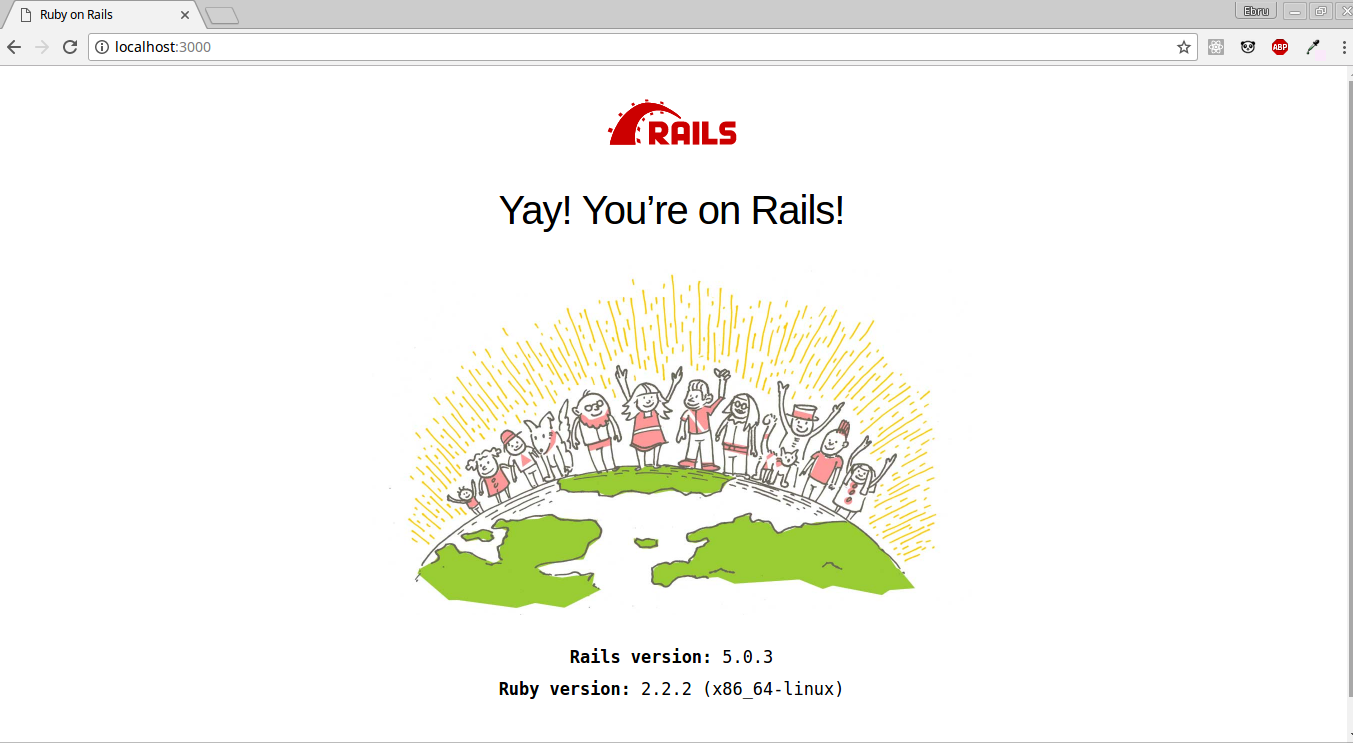 Ruby on Rails
Ebru
localhost:3000
ABP
RAILS
Yay! You’re on Rails!
Rails version: 5.0.3
Ruby version: 2.2.2 (x86_64-linux)